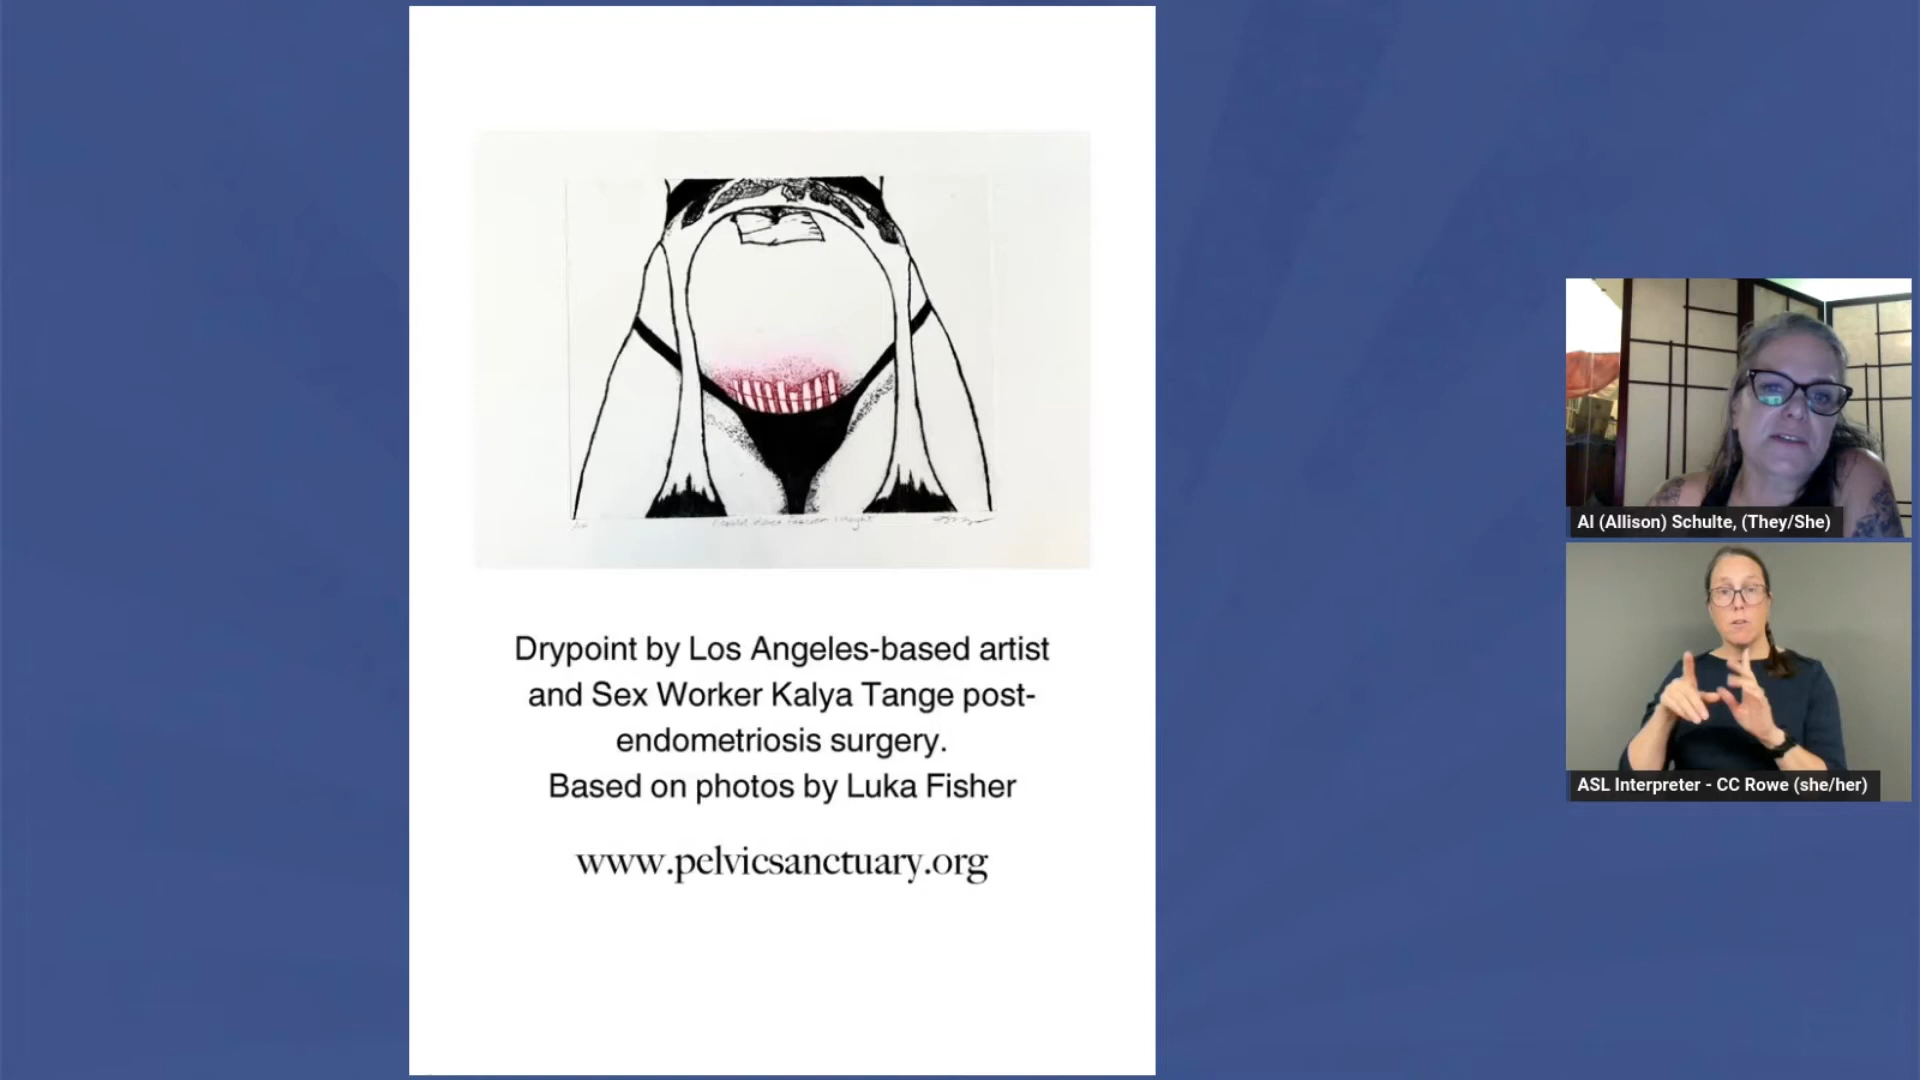 Drypoint by Los Angeles-based artist
and Sex Worker Kalya Tange post-
endometriosis surgery.
Based on photos by Luka Fisher
www.pelvicsanctuary.org
Al (Allison) Schulte, (They/She)
ASL Interpreter - CC Rowe (she/her)